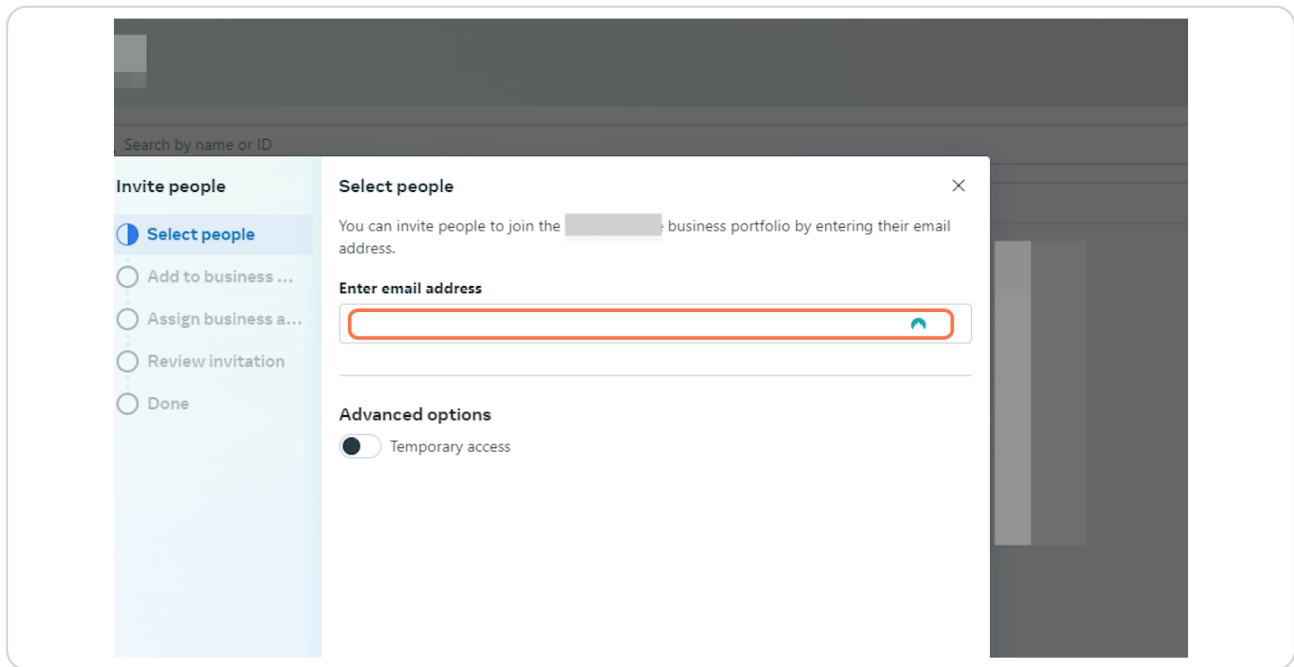 Search by name or ID
Invite people
Select people
Add to business ...
Assign business a...
Review invitation
Done
Select people
You can invite people to join the business portfolio by entering their email
address.
Enter email address
Advanced options
Temporary access